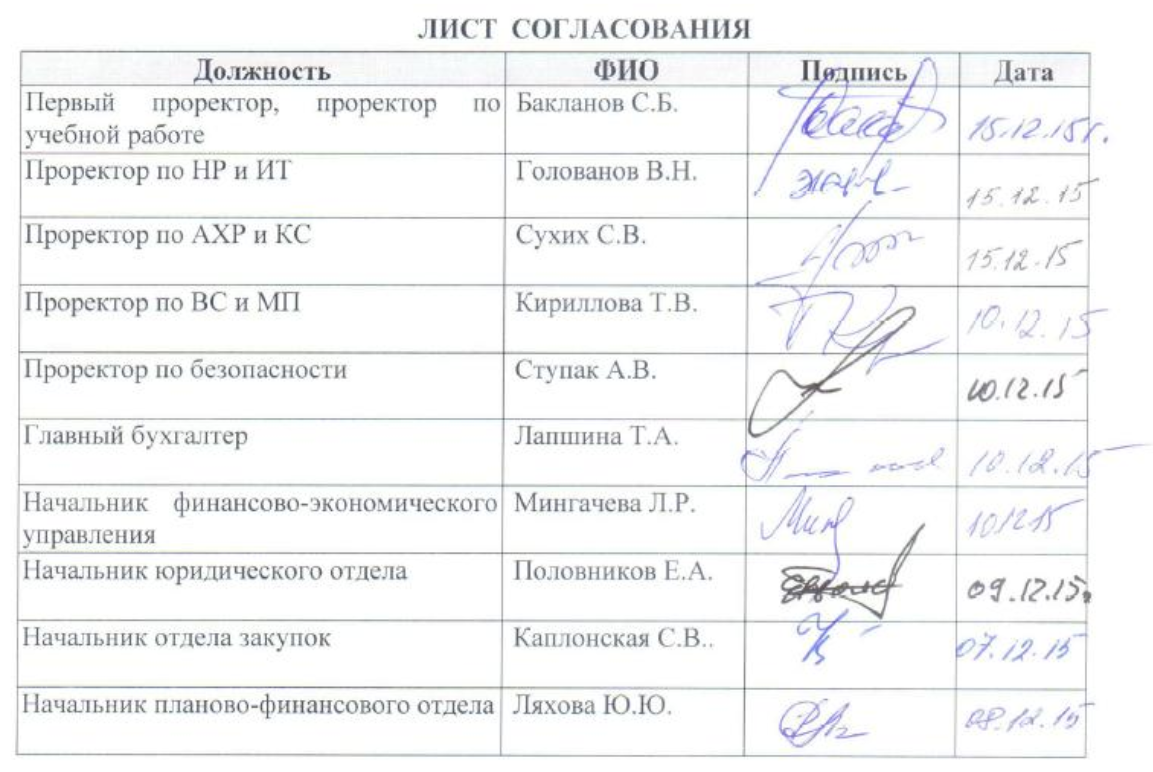 ЛИСТ СОГЛАСОВАНИЯ
Должность ФИО Подпись Дата
Первый проректор, проректор по Бакланов С.Б.
учебной работе 15.12.15г.
Проректор по НР и ИТ Голованов В.Н. 15.12.15
Проректор по АХР и КС Сухих С.В. 15.12.15
Проректор по ВС и МП Кириллова Т.В. 10.12.15
Проректор по безопасности Ступак А.В. 10.12.15
Главный бухгалтер Лапшина Т.А. 10.12.15
Начальник финансово-экономического Мингачева Л.Р. 10.12.15
управления
Начальник юридического отдела Половников Е.А. 09.12.15.
Начальник отдела закупок Каплонская С.В.. 07.12.15
Начальник планово-финансового отдела Ляхова Ю.Ю. 08.12.15